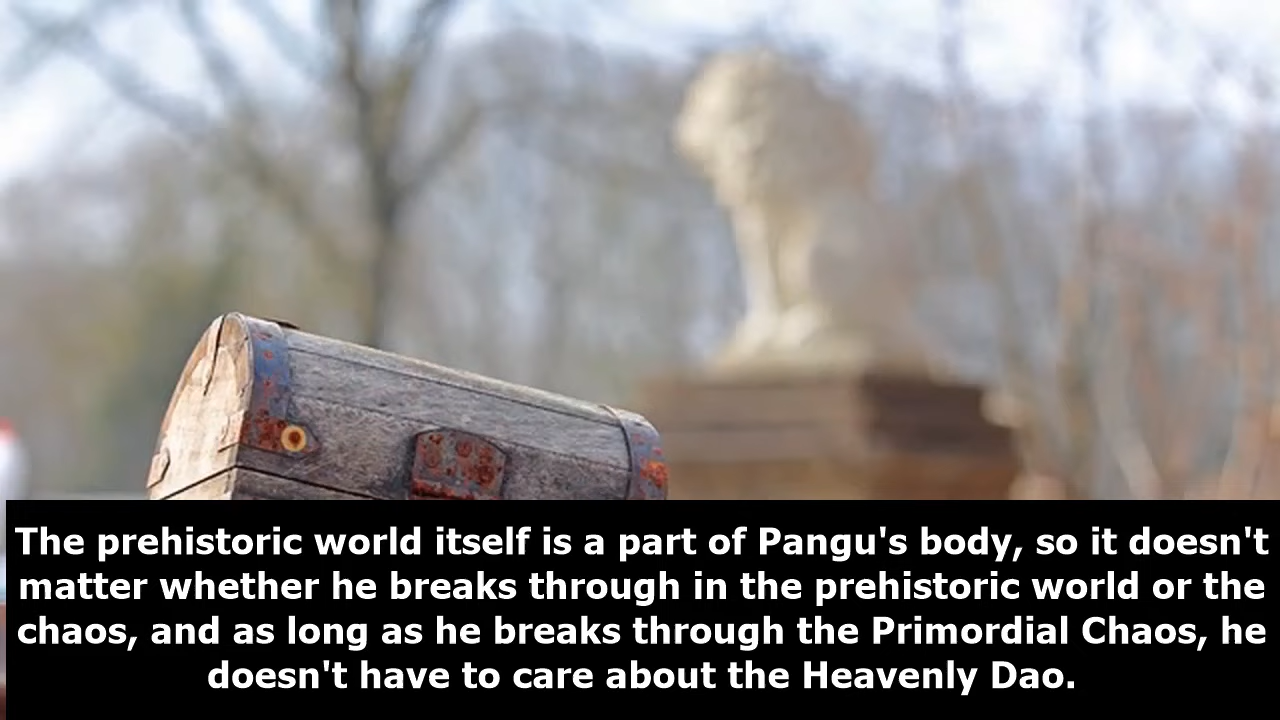 The prehistoric world itself is a part of Pangu's body, so it doesn't
matter whether he breaks through in the prehistoric world or the
chaos, and as long as he breaks through the Primordial Chaos, he
doesn't have to care about the Heavenly Dao.